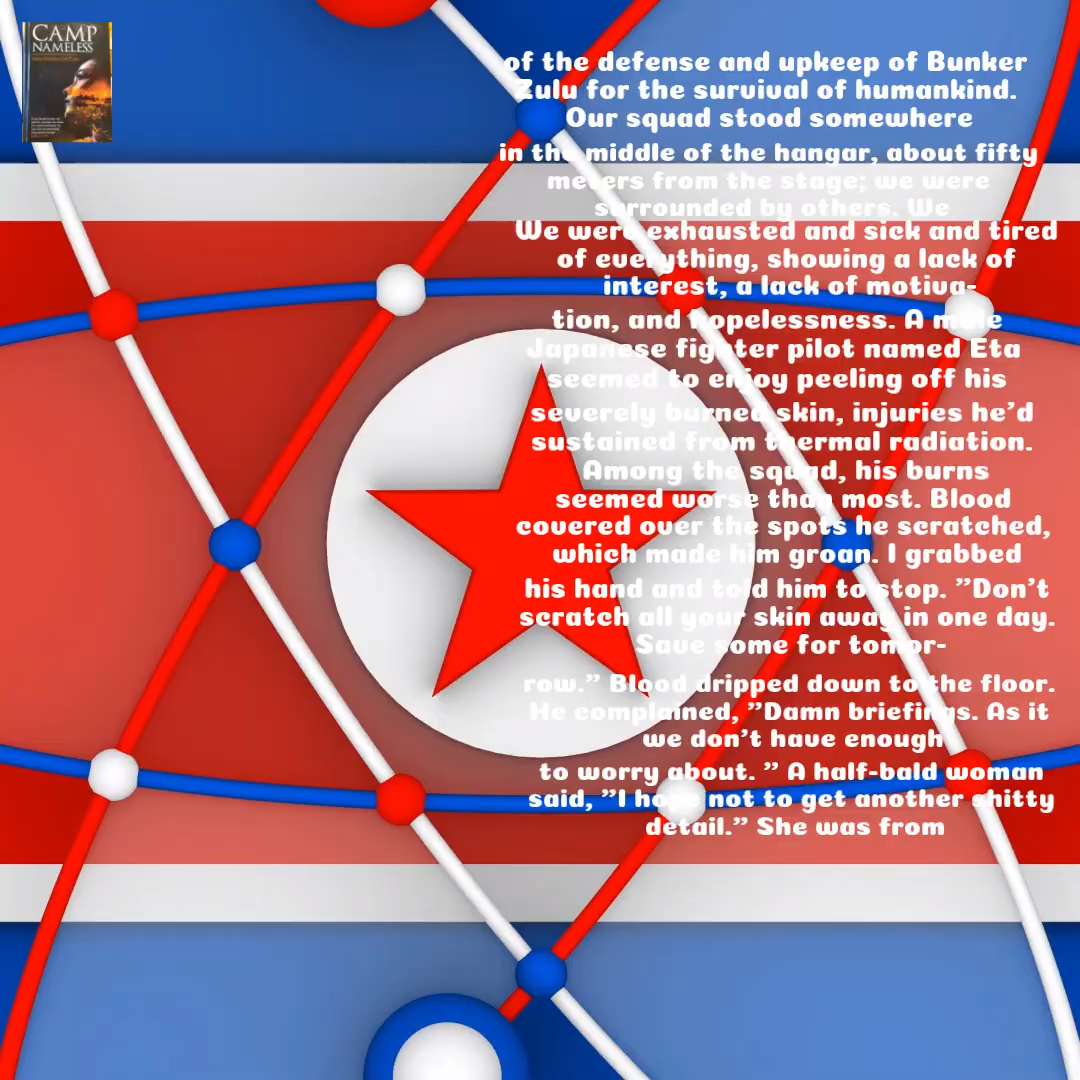 CAMP
NAMELESS
of the defense and upkeep of Bunker
Zulu for the survival of humankind.
Our squad stood somewhere
in the middle of the hangar, about fifty
meters from the stage; we were
surrounded by others. We
We were exhausted and sick and tired
of everything, showing a lack of
interest, a lack of motiva-
tion, and hopelessness. A male
Japanese fighter pilot named Eta
seemed to enjoy peeling off his
severely burned skin, injuries he’d
sustained from thermal radiation.
Among the squad, his burns
seemed worse than most. Blood
covered over the spots he scratched,
which made him groan. I grabbed
his hand and told him to stop. ”Don’t
scratch all your skin away in one day.
Save some for tomor-
row.” Blood dripped down to the floor.
He complained, ”Damn briefings. As it
we don’t have enough
to worry about. ” A half-bald woman
said, ”I hope not to get another shitty
detail.” She was from